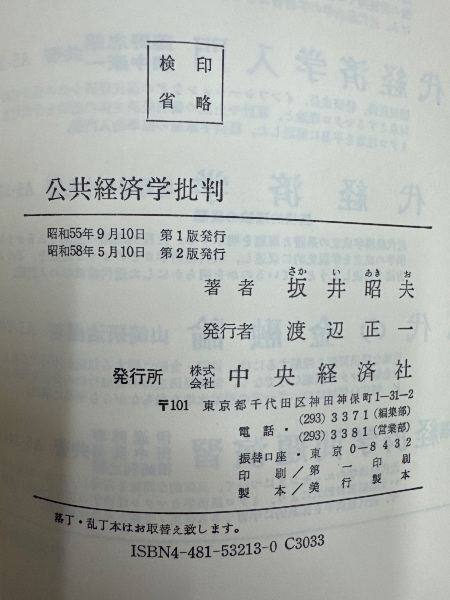 検印
省略
公共経済学批判
昭和55年9月10日 第1版発行
昭和58年5月10日 第2版発行
さか い あき お
著者 坂井昭夫
発行者 渡辺正一
発行所 株式会社 中央経済社
〒101 東京都千代田区神田神保町1-31-2
電話・(293)3371(編集部)
(293)3381(営業部)
振替口座・東京0-8432
印刷/第一印刷
製本/美行製本
落丁・乱丁本はお取替え致します。
ISBN4-481-53213-0 C3033